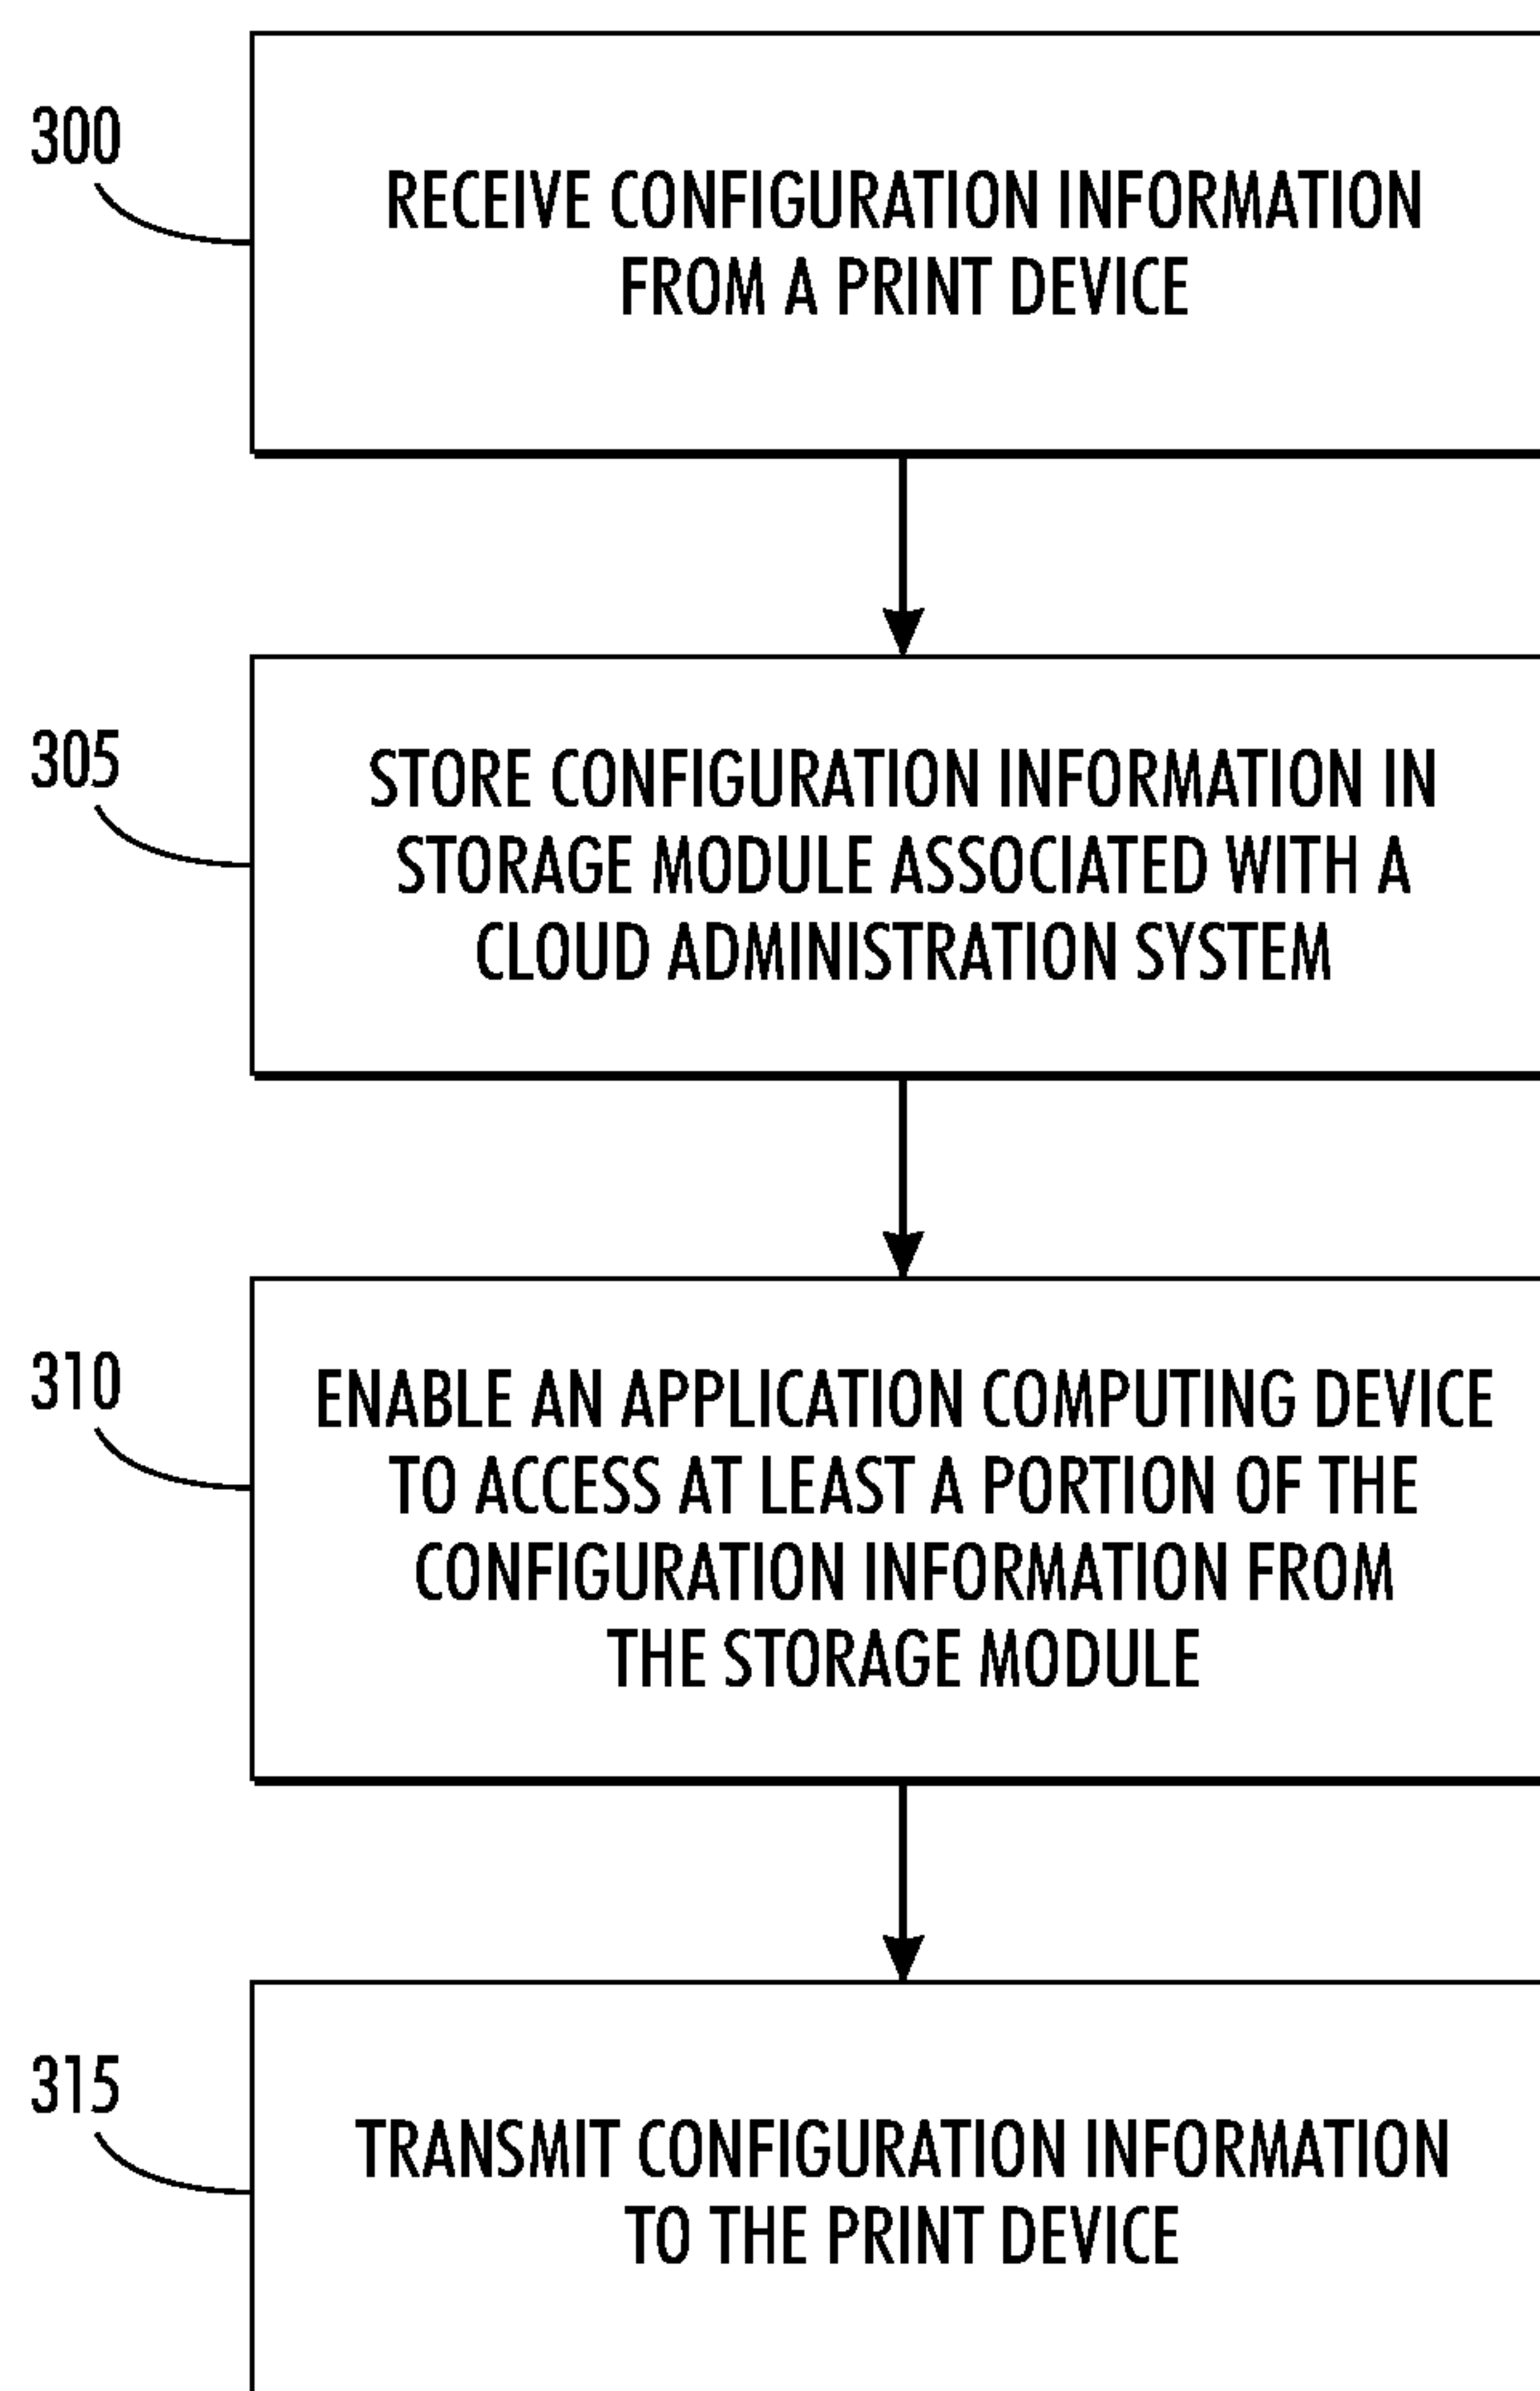 300
RECEIVE CONFIGURATION INFORMATION
FROM A PRINT DEVICE
305
STORE CONFIGURATION INFORMATION IN
STORAGE MODULE ASSOCIATED WITH A
CLOUD ADMINISTRATION SYSTEM
310
ENABLE AN APPLICATION COMPUTING DEVICE
TO ACCESS AT LEAST A PORTION OF THE
CONFIGURATION INFORMATION FROM
THE STORAGE MODULE
315
TRANSMIT CONFIGURATION INFORMATION
TO THE PRINT DEVICE